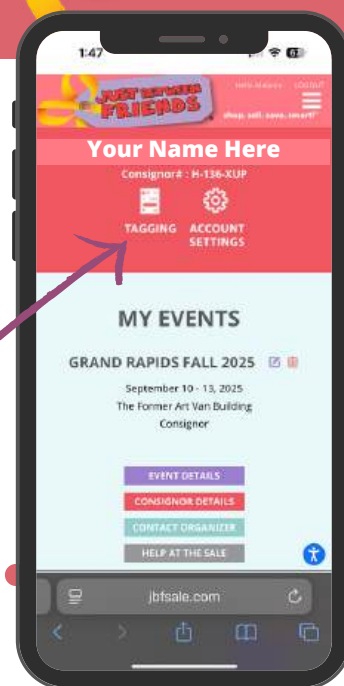 1:47
JUST BETWEEN
FRIENDS
LOGOUT
shop. sell. save. smart!
Your Name Here
Consignor# : H-136-XUP
TAGGING
ACCOUNT
SETTINGS
MY EVENTS
GRAND RAPIDS FALL 2025
September 10 - 13, 2025
The Former Art Van Building
Consignor
EVENT DETAILS
CONSIGNOR DETAILS
CONTACT ORGANIZER
HELP AT THE SALE
jbfsale.com